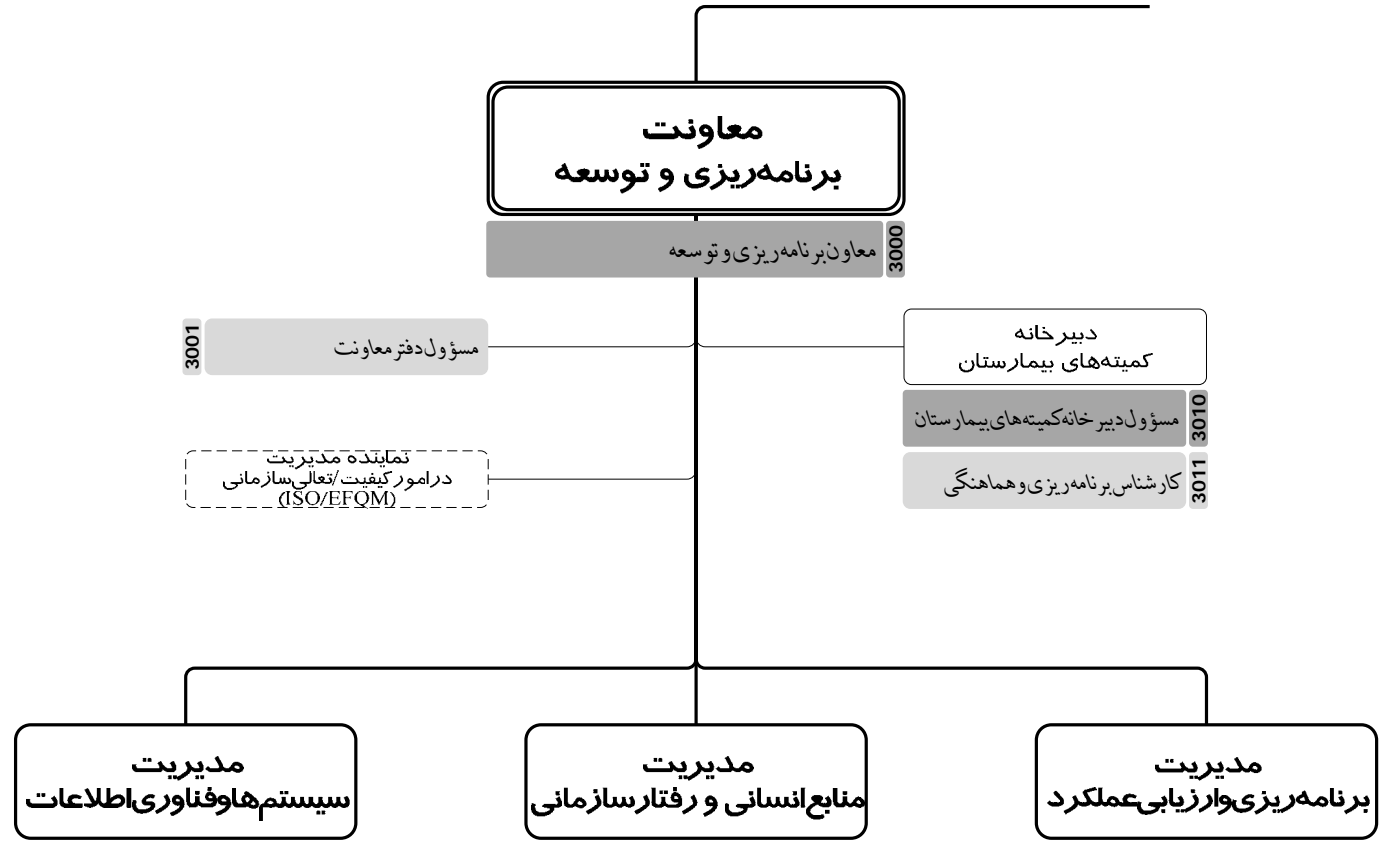 معاونت
برنامه‌ریزی و توسعه
معاون برنامه‌ریزی و توسعه
3000
دبیرخانه
کمیته‌های بیمارستان
مسؤول دبیرخانه کمیته‌های بیمارستان
3010
کارشناس برنامه‌ریزی و هماهنگی
3011
مسؤول دفتر معاونت
3001
نماینده مدیریت
در امور کیفیت/تعالی سازمانی
(ISO/EFQM)
مدیریت
برنامه‌ریزی و ارزیابی عملکرد
مدیریت
منابع انسانی و رفتار سازمانی
مدیریت
سیستم‌ها و فناوری اطلاعات